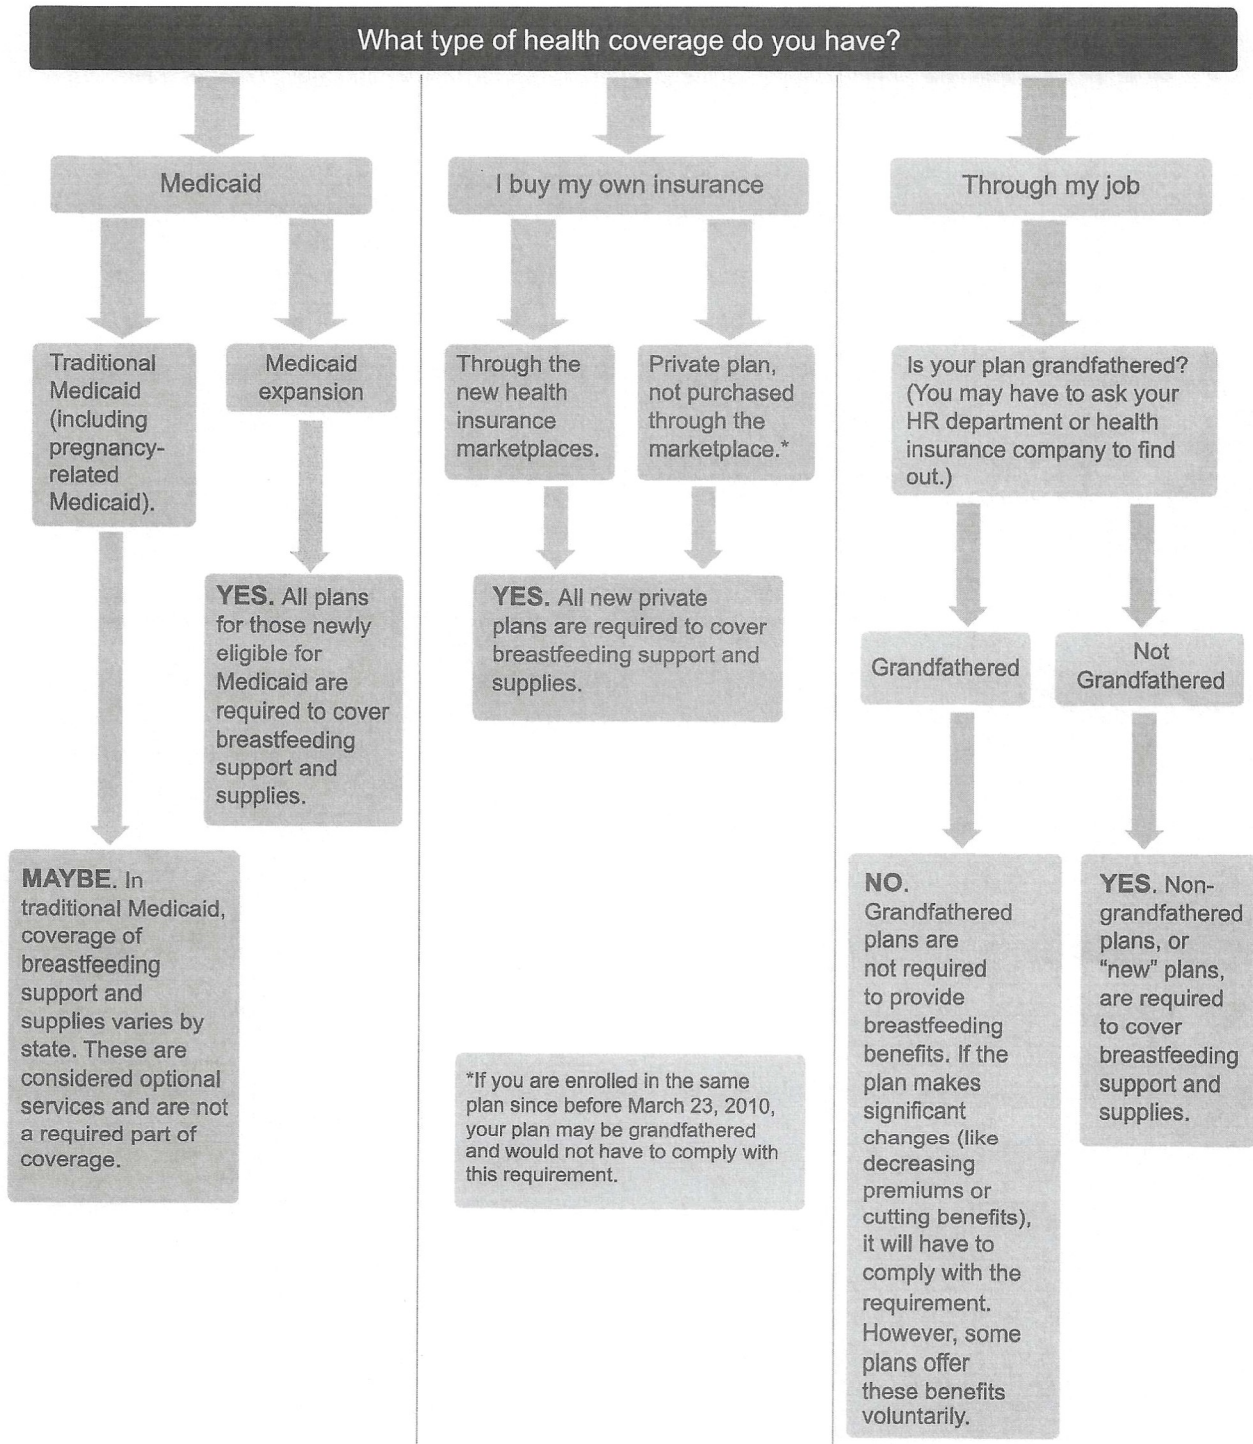 What type of health coverage do you have?
Medicaid
Traditional
Medicaid
(including
pregnancy-
related
Medicaid).
Medicaid
expansion
YES. All plans
for those newly
eligible for
Medicaid are
required to cover
breastfeeding
support and
supplies.
MAYBE. In
traditional Medicaid,
coverage of
breastfeeding
support and
supplies varies by
state. These are
considered optional
services and are not
a required part of
coverage.
I buy my own insurance
Through the
new health
insurance
marketplaces.
Private plan,
not purchased
through the
marketplace.*
YES. All new private
plans are required to cover
breastfeeding support and
supplies.
*If you are enrolled in the same
plan since before March 23, 2010,
your plan may be grandfathered
and would not have to comply with
this requirement.
Through my job
Is your plan grandfathered?
(You may have to ask your
HR department or health
insurance company to find
out.)
Grandfathered
Not
Grandfathered
NO.
Grandfathered
plans are
not required
to provide
breastfeeding
benefits. If the
plan makes
significant
changes (like
decreasing
premiums or
cutting benefits),
it will have to
comply with the
requirement.
However, some
plans offer
these benefits
voluntarily.
YES. Non-
grandfathered
plans, or
“new” plans,
are required
to cover
breastfeeding
support and
supplies.